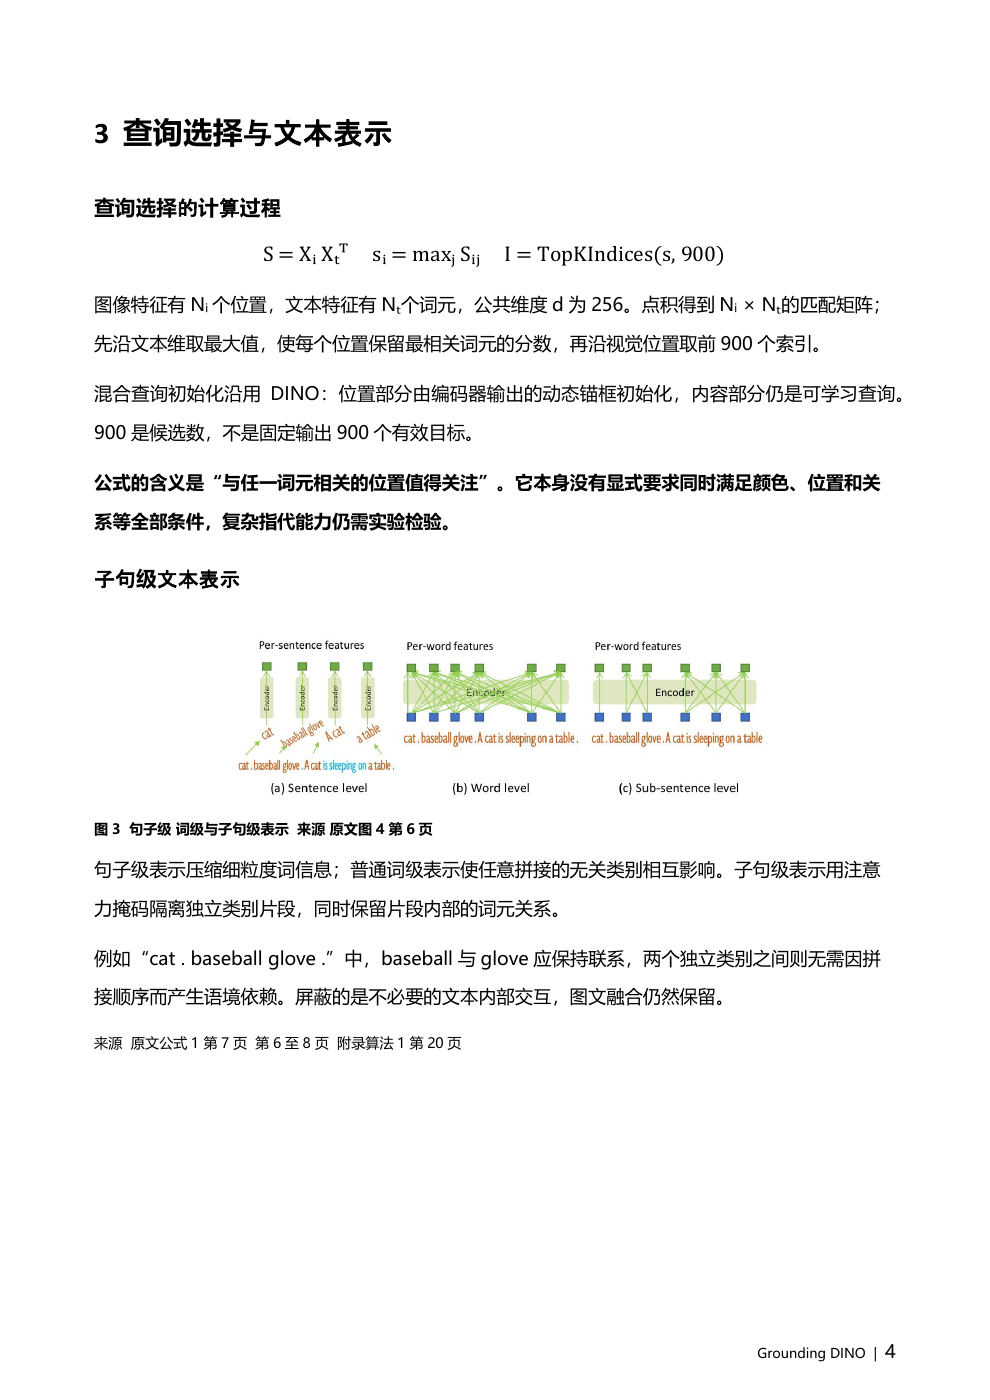 3 查询选择与文本表示
查询选择的计算过程
S = Xᵢ Xₜᵀ sᵢ = maxⱼ Sᵢⱼ I = TopKIndices(s, 900)
图像特征有 Nᵢ 个位置，文本特征有 Nₜ个词元，公共维度 d 为 256。点积得到 Nᵢ × Nₜ的匹配矩阵；
先沿文本维取最大值，使每个位置保留最相关词元的分数，再沿视觉位置取前 900 个索引。
混合查询初始化沿用 DINO：位置部分由编码器输出的动态锚框初始化，内容部分仍是可学习查询。
900 是候选数，不是固定输出 900 个有效目标。
公式的含义是“与任一词元相关的位置值得关注”。它本身没有显式要求同时满足颜色、位置和关
系等全部条件，复杂指代能力仍需实验检验。
子句级文本表示
Per-sentence features Per-word features Per-word features
Encoder Encoder Encoder Encoder Encoder Encoder
cat baseball glove A cat a table
cat . baseball glove . A cat is sleeping on a table . cat . baseball glove . A cat is sleeping on a table
cat . baseball glove . A cat is sleeping on a table .
(a) Sentence level (b) Word level (c) Sub-sentence level
图 3 句子级 词级与子句级表示 来源 原文图 4 第 6 页
句子级表示压缩细粒度词信息；普通词级表示使任意拼接的无关类别相互影响。子句级表示用注意
力掩码隔离独立类别片段，同时保留片段内部的词元关系。
例如“cat . baseball glove .”中，baseball 与 glove 应保持联系，两个独立类别之间则无需因拼
接顺序而产生语境依赖。屏蔽的是不必要的文本内部交互，图文融合仍然保留。
来源 原文公式 1 第 7 页 第 6 至 8 页 附录算法 1 第 20 页
Grounding DINO | 4